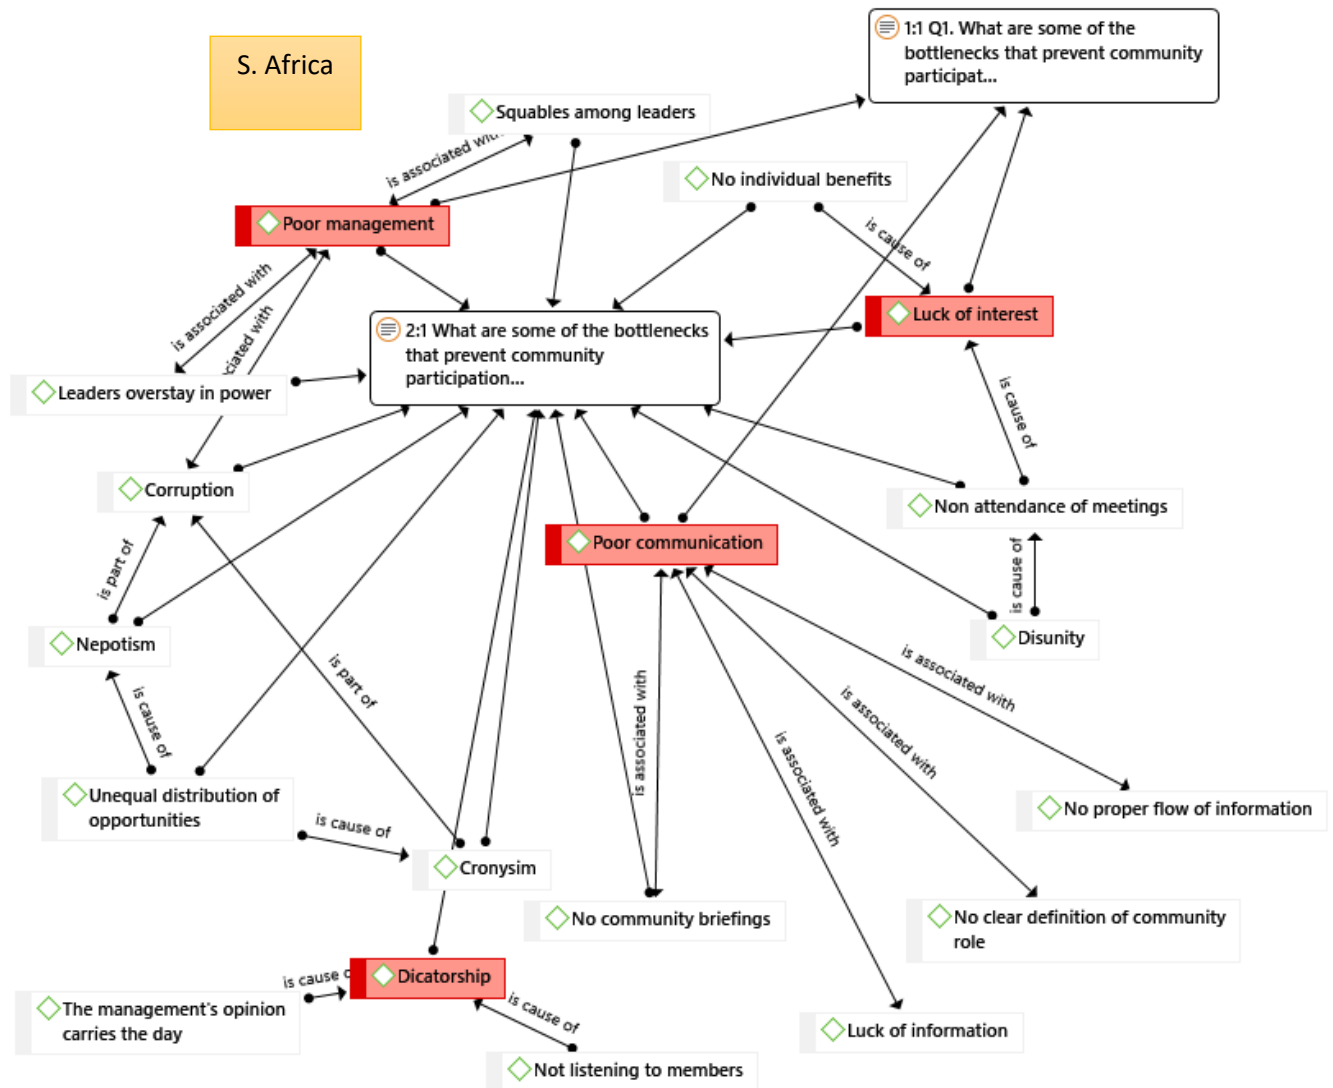 S. Africa
1:1 Q1. What are some of the
bottlenecks that prevent community
participat...
Squables among leaders
is associated with
No individual benefits
Poor management
is cause of
is associated with
Luck of interest
2:1 What are some of the bottlenecks
that prevent community
participation...
ociated with
Leaders overstay in power
is cause of
Corruption
Non attendance of meetings
Poor communication
is part of
is cause of
Nepotism
Disunity
is part of
is associated with
is cause of
is associated with
is associated with
is associated with
Unequal distribution of
opportunities
No proper flow of information
is cause of
Cronysim
No community briefings
No clear definition of community
role
Dicatorship
is cause o
The management's opinion
carries the day
is cause of
Luck of information
Not listening to members